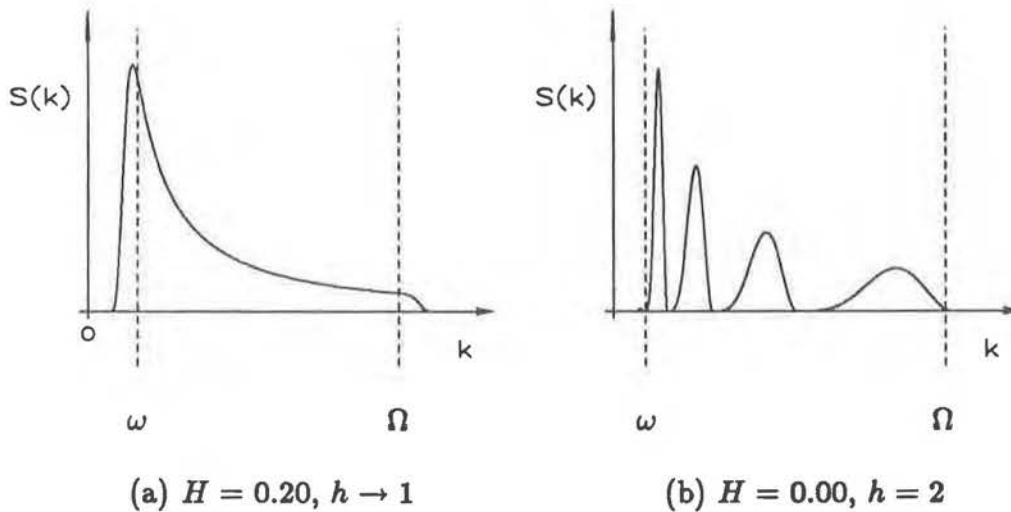 S(k)
O
k
ω
Ω
(a) H = 0.20, h → 1
S(k)
k
ω
Ω
(b) H = 0.00, h = 2